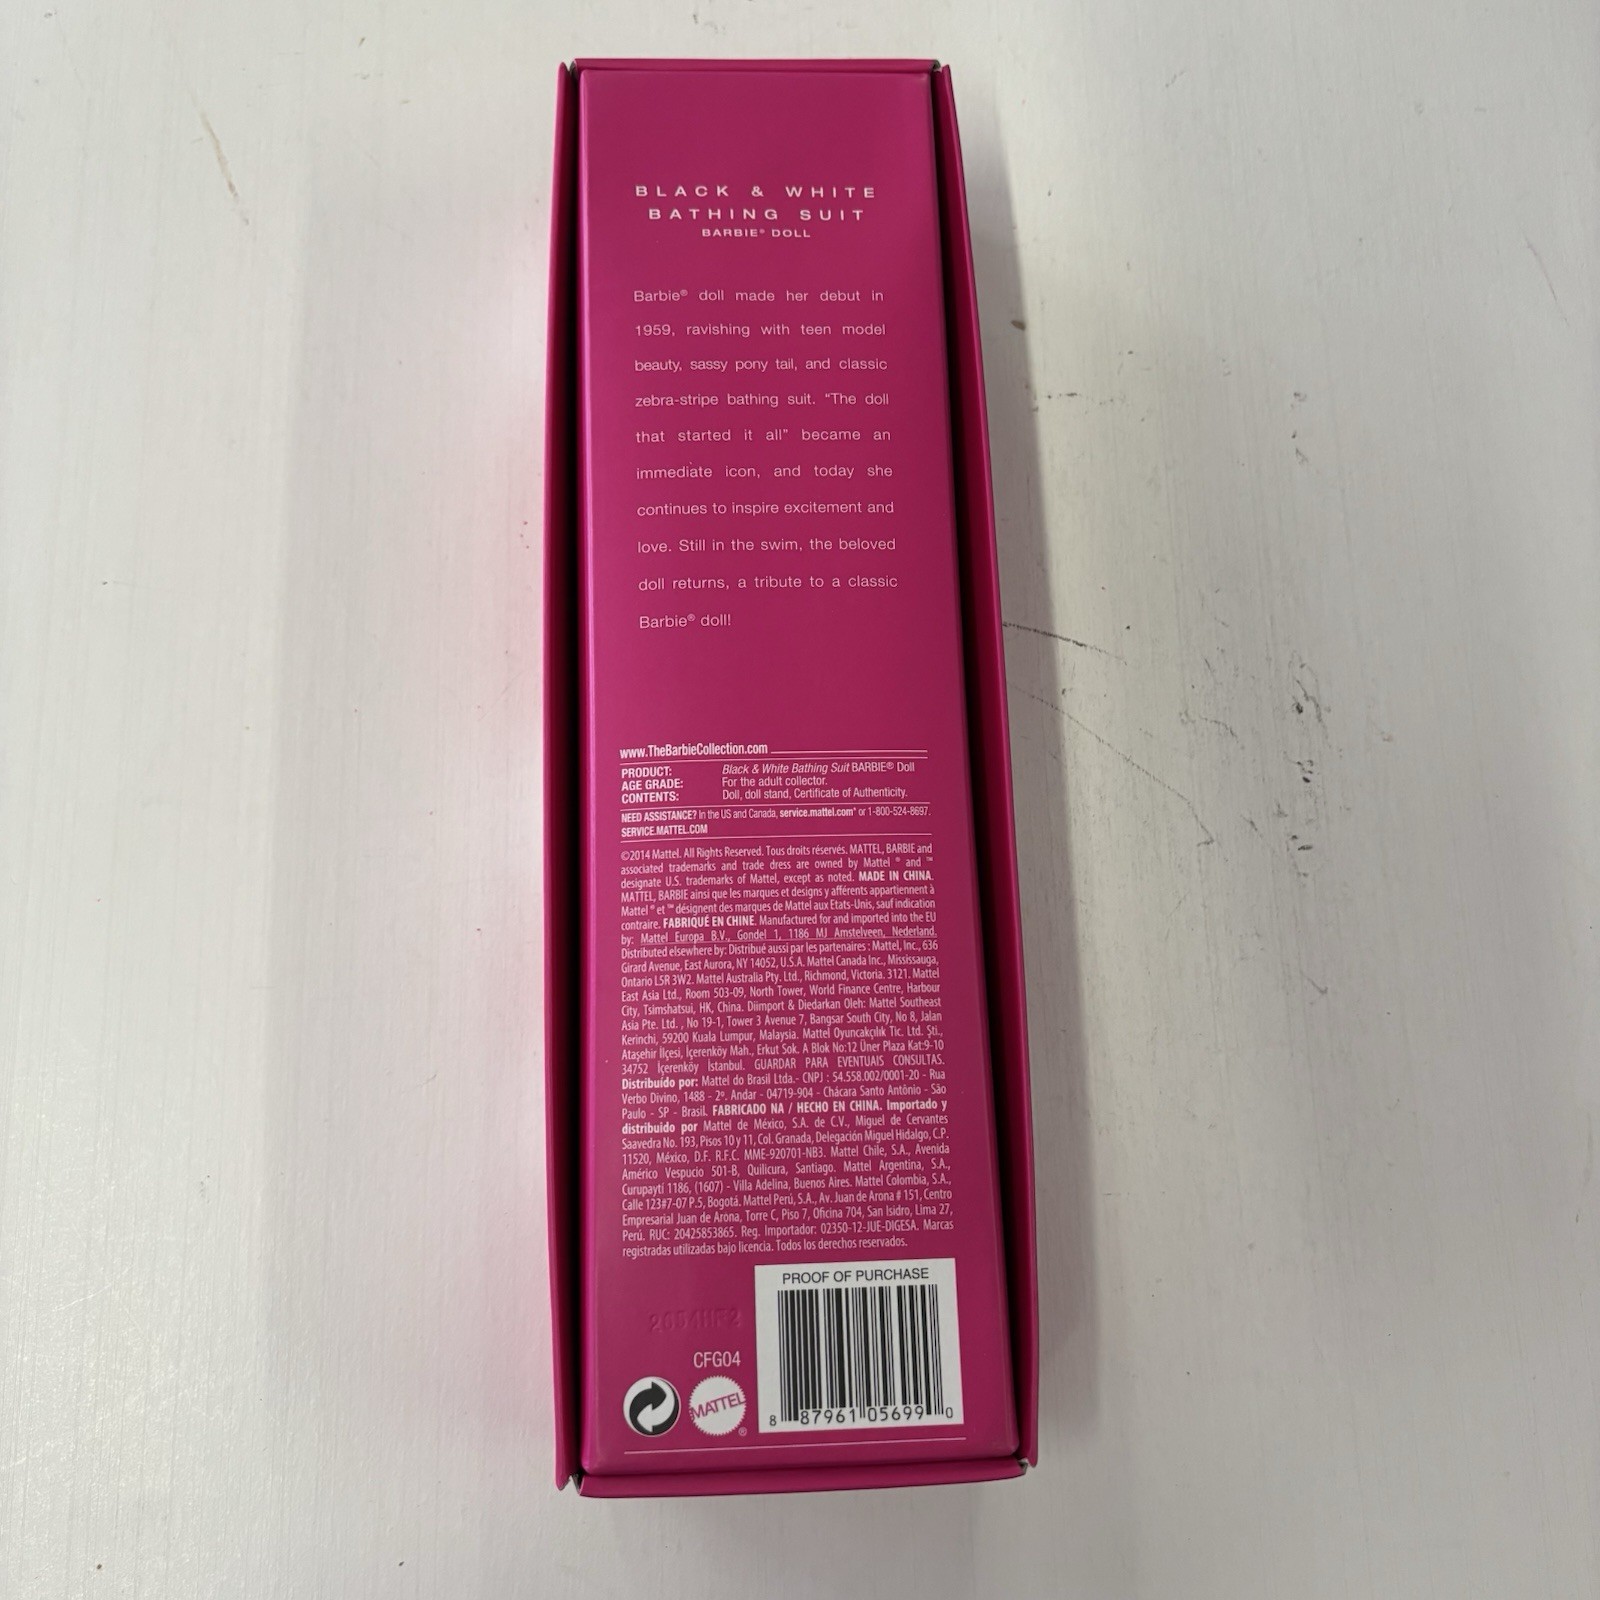 BLACK & WHITE
BATHING SUIT
BARBIE® DOLL
Barbie® doll made her debut in
1959, ravishing with teen model
beauty, sassy pony tail, and classic
zebra-stripe bathing suit. “The doll
that started it all” became an
immediate icon, and today she
continues to inspire excitement and
love. Still in the swim, the beloved
doll returns, a tribute to a classic
Barbie® doll!
www.TheBarbieCollection.com
PRODUCT: Black & White Bathing Suit BARBIE® Doll
AGE GRADE: For the adult collector.
CONTENTS: Doll, doll stand, Certificate of Authenticity.
NEED ASSISTANCE? In the US and Canada, service.mattel.com* or 1-800-524-8697.
SERVICE.MATTEL.COM
©2014 Mattel. All Rights Reserved. Tous droits réservés. MATTEL, BARBIE and
associated trademarks and trade dress are owned by Mattel ® and ™
designate U.S. trademarks of Mattel, except as noted. MADE IN CHINA.
MATTEL, BARBIE ainsi que les marques et designs y afférents appartiennent à
Mattel ® et ™ désignent des marques de Mattel aux Etats-Unis, sauf indication
contraire. FABRIQUÉ EN CHINE. Manufactured for and imported into the EU
by: Mattel Europa B.V., Gondel 1, 1186 MJ Amstelveen, Nederland.
Distributed elsewhere by: Distribué aussi par les partenaires : Mattel, Inc., 636
Girard Avenue, East Aurora, NY 14052, U.S.A. Mattel Canada Inc., Mississauga,
Ontario L5R 3W2. Mattel Australia Pty. Ltd., Richmond, Victoria. 3121. Mattel
East Asia Ltd., Room 503-09, North Tower, World Finance Centre, Harbour
City, Tsimshatsui, HK, China. Diimport & Diedarkan Oleh: Mattel Southeast
Asia Pte. Ltd. , No 19-1, Tower 3 Avenue 7, Bangsar South City, No 8, Jalan
Kerinchi, 59200 Kuala Lumpur, Malaysia. Mattel Oyuncakçılık Tic. Ltd. Şti.,
Ataşehir İlçesi, İçerenköy Mah., Erkut Sok. A Blok No:12 Üner Plaza Kat:9-10
34752 İçerenköy İstanbul. GUARDAR PARA EVENTUAIS CONSULTAS.
Distribuído por: Mattel do Brasil Ltda.- CNPJ : 54.558.002/0001-20 - Rua
Verbo Divino, 1488 - 2º. Andar - 04719-904 - Chácara Santo Antônio - São
Paulo - SP - Brasil. FABRICADO NA / HECHO EN CHINA. Importado y
distribuido por Mattel de México, S.A. de C.V., Miguel de Cervantes
Saavedra No. 193, Pisos 10 y 11, Col. Granada, Delegación Miguel Hidalgo, C.P.
11520, México, D.F. R.F.C. MME-920701-NB3. Mattel Chile, S.A., Avenida
Américo Vespucio 501-B, Quilicura, Santiago. Mattel Argentina, S.A.,
Curupaytí 1186, (1607) - Villa Adelina, Buenos Aires. Mattel Colombia, S.A.,
Calle 123#7-07 P.5, Bogotá. Mattel Perú, S.A., Av. Juan de Arona # 151, Centro
Empresarial Juan de Arona, Torre C, Piso 7, Oficina 704, San Isidro, Lima 27,
Perú. RUC: 20425853865. Reg. Importador: 02350-12-JUE-DIGESA. Marcas
registradas utilizadas bajo licencia. Todos los derechos reservados.
PROOF OF PURCHASE
CFG04
MATTEL®
8 87961 05699 0